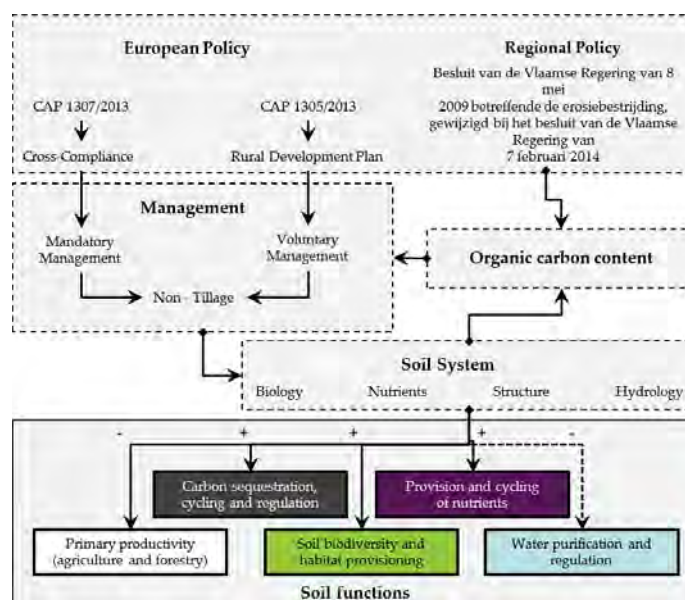 European Policy
CAP 1307/2013
CAP 1305/2013
Cross-Compliance
Rural Development Plan
Regional Policy
Besluit van de Vlaamse Regering van 8
mei
2009 betreffende de erosiebestrijding,
gewijzigd bij het besluit van de Vlaamse
Regering van
7 februari 2014
Management
Mandatory
Management
Voluntary
Management
Non - Tillage
Organic carbon content
Soil System
Biology
Nutrients
Structure
Hydrology
-
+
+
+
-
Carbon sequestration,
cycling and regulation
Provision and cycling
of nutrients
Primary productivity
(agriculture and forestry)
Soil biodiversity and
habitat provisioning
Water purification and
regulation
Soil functions